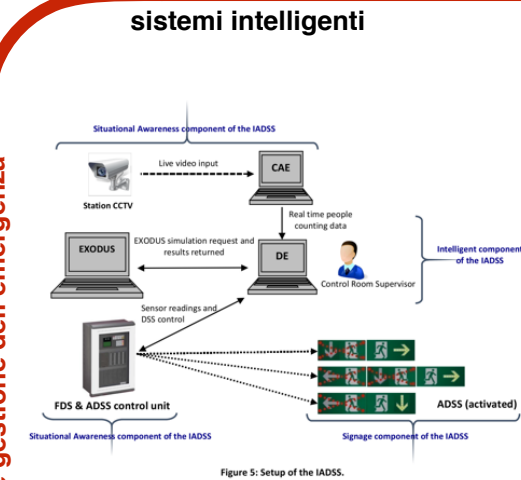 sistemi intelligenti
gestione dell'emergenza
Situational Awareness component of the IADSS
Live video input
CAE
Station CCTV
Real time people
counting data
EXODUS
EXODUS simulation request and
results returned
DE
Intelligent component
of the IADSS
Control Room Supervisor
Sensor readings and
DSS control
FDS & ADSS control unit
ADSS (activated)
Situational Awareness component of the IADSS
Signage component of the IADSS
Figure 5: Setup of the IADSS.